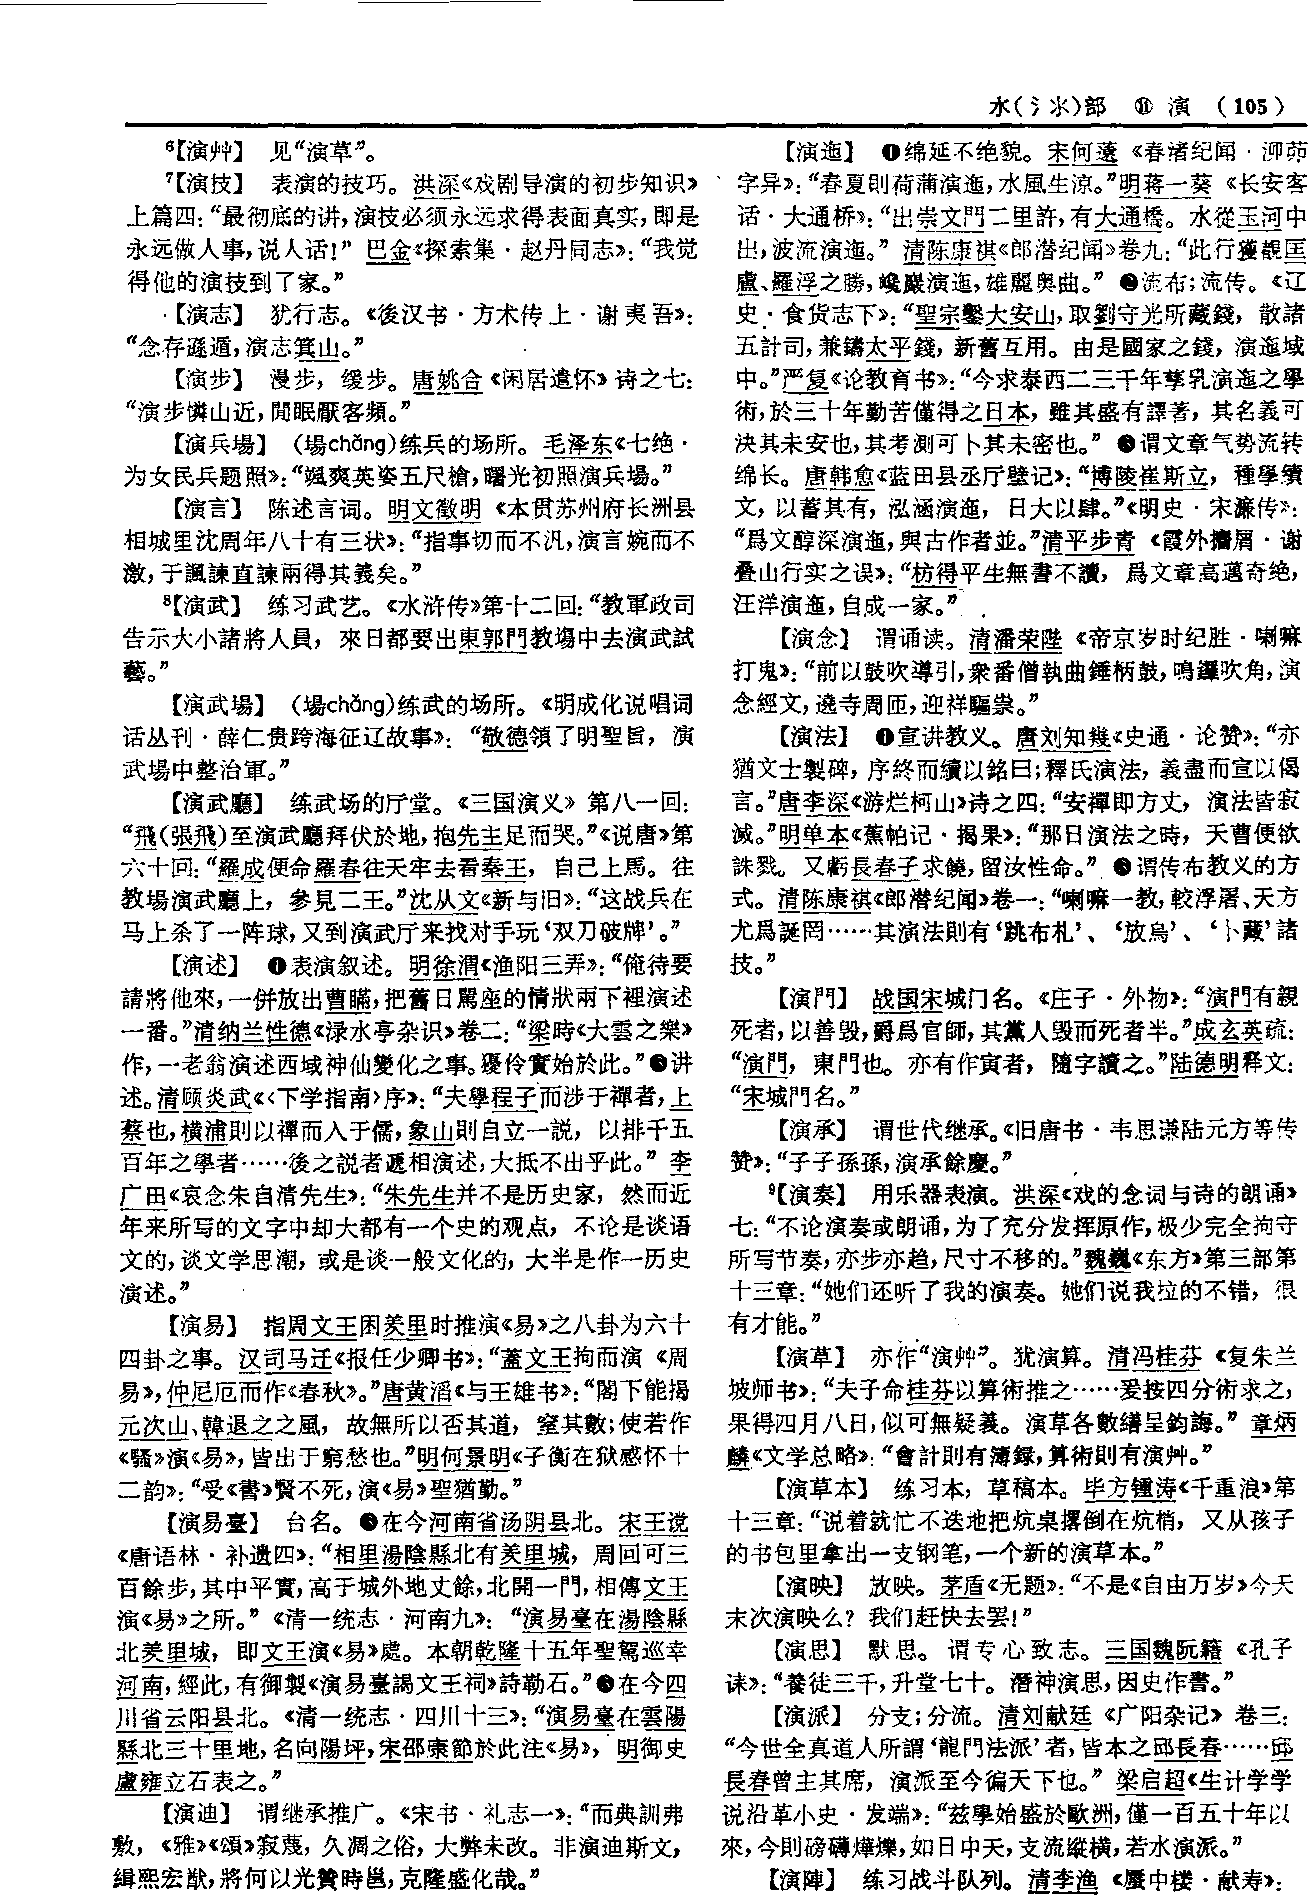 水(氵氺)部 ⑪ 演 (105)
⁶【演艸】 见“演草”。
⁷【演技】 表演的技巧。洪深《戏剧导演的初步知识》
上篇四：“最彻底的讲，演技必须永远求得表面真实，即是
永远做人事，说人话！” 巴金《探索集·赵丹同志》：“我觉
得他的演技到了家。”
【演志】 犹行志。《後汉书·方术传上·谢夷吾》：
“念存遜遁，演志箕山。”
【演步】 漫步，缓步。唐姚合《闲居遣怀》诗之七：
“演步憐山近，閒眠厭客頻。”
【演兵場】 （場chǎng）练兵的场所。毛泽东《七绝·
为女民兵题照》：“颯爽英姿五尺槍，曙光初照演兵場。”
【演言】 陈述言词。明文徵明《本贯苏州府长洲县
相城里沈周年八十有三状》：“指事切而不汎，演言婉而不
激，于諷諫直諫兩得其義矣。”
⁸【演武】 练习武艺。《水浒传》第十二回：“教軍政司
告示大小諸將人員，來日都要出東郭門教場中去演武試
藝。”
【演武場】 （場chǎng）练武的场所。《明成化说唱词
话丛刊·薛仁贵跨海征辽故事》：“敬德領了明聖旨，演
武場中整治軍。”
【演武廳】 练武场的厅堂。《三国演义》第八一回：
“飛（張飛）至演武廳拜伏於地，抱先主足而哭。”《说唐》第
六十回：“羅成便命羅春往天牢去看秦王，自己上馬。往
教場演武廳上，參見二王。”沈从文《新与旧》：“这战兵在
马上杀了一阵球，又到演武厅来找对手玩‘双刀破牌’。”
【演述】 ❶表演叙述。明徐渭《渔阳三弄》：“俺待要
請將他來，一併放出曹瞞，把舊日駡座的情狀兩下裡演述
一番。”清纳兰性德《渌水亭杂识》卷二：“梁時《大雲之樂》
作，一老翁演述西域神仙變化之事。優伶實始於此。”❷讲
述。清顾炎武《〈下学指南〉序》：“夫學程子而涉于禪者，上
蔡也，橫浦則以禪而入于儒，象山則自立一説，以排千五
百年之學者……後之説者遞相演述，大抵不出乎此。” 李
广田《哀念朱自清先生》：“朱先生并不是历史家，然而近
年来所写的文字中却大都有一个史的观点，不论是谈语
文的，谈文学思潮，或是谈一般文化的，大半是作一历史
演述。”
【演易】 指周文王困羑里时推演《易》之八卦为六十
四卦之事。汉司马迁《报任少卿书》：“蓋文王拘而演《周
易》，仲尼厄而作《春秋》。”唐黄滔《与王雄书》：“閣下能揭
元次山、韓退之之風，故無所以否其道，窒其數；使若作
《騷》演《易》，皆出于窮愁也。”明何景明《子衡在狱感怀十
二韵》：“受《書》賢不死，演《易》聖猶勤。”
【演易臺】 台名。❶在今河南省汤阴县北。宋王谠
《唐语林·补遗四》：“相里湯陰縣北有羑里城，周回可三
百餘步，其中平實，高于城外地丈餘，北開一門，相傳文王
演《易》之所。”《清一统志·河南九》：“演易臺在湯陰縣
北羑里城，即文王演《易》處。本朝乾隆十五年聖駕巡幸
河南，經此，有御製《演易臺謁文王祠》詩勒石。”❷在今四
川省云阳县北。《清一统志·四川十三》：“演易臺在雲陽
縣北三十里地，名向陽坪，宋邵康節於此注《易》，明御史
盧雍立石表之。”
【演迪】 谓继承推广。《宋书·礼志一》：“而典訓弗
敷，《雅》《頌》寂蔑，久凋之俗，大弊未改。非演迪斯文，
緝熙宏猷，將何以光贊時邕，克隆盛化哉。”
【演迤】 ❶绵延不绝貌。宋何薳《春渚纪闻·泖茆
字异》：“春夏則荷蒲演迤，水風生涼。”明蒋一葵《长安客
话·大通桥》：“出崇文門二里許，有大通橋。水從玉河中
出，波流演迤。” 清陈康祺《郎潜纪闻》卷九：“此行獲覩匡
廬、羅浮之勝，巉巖演迤，雄麗奥曲。” ❷流布；流传。《辽
史·食货志下》：“聖宗鑿大安山，取劉守光所藏錢，散諸
五計司，兼鑄太平錢，新舊互用。由是國家之錢，演迤域
中。”严复《论教育书》：“今求泰西二三千年孳乳演迤之學
術，於三十年勤苦僅得之日本，雖其盛有譯著，其名義可
决其未安也，其考測可卜其未密也。” ❸谓文章气势流转
绵长。唐韩愈《蓝田县丞厅壁记》：“博陵崔斯立，種學績
文，以蓄其有，泓涵演迤，日大以肆。”《明史·宋濂传》：
“爲文醇深演迤，與古作者並。”清平步青《霞外攟屑·谢
叠山行实之误》：“枋得平生無書不讀，爲文章高邁奇絶，
汪洋演迤，自成一家。”
【演念】 谓诵读。清潘荣陛《帝京岁时纪胜·喇嘛
打鬼》：“前以鼓吹導引，衆番僧執曲錘柄鼓，鳴鑼吹角，演
念經文，遶寺周匝，迎祥驅祟。”
【演法】 ❶宣讲教义。唐刘知幾《史通·论赞》：“亦
猶文士製碑，序終而續以銘曰；釋氏演法，義盡而宣以偈
言。”唐李深《游烂柯山》诗之四：“安禪即方丈，演法皆寂
滅。”明单本《蕉帕记·揭果》：“那日演法之時，天曹便欲
誅戮。又虧長春子求饒，留汝性命。” ❷谓传布教义的方
式。清陈康祺《郎潜纪闻》卷一：“喇嘛一教，較浮屠、天方
尤爲誕罔……其演法則有‘跳布札’、‘放烏’、‘卜藏’諸
技。”
【演門】 战国宋城门名。《庄子·外物》：“演門有親
死者，以善毁，爵爲官師，其黨人毁而死者半。”成玄英疏：
“演門，東門也。亦有作寅者，隨字讀之。”陆德明释文：
“宋城門名。”
【演承】 谓世代继承。《旧唐书·韦思谦陆元方等传
赞》：“子子孫孫，演承餘慶。”
⁹【演奏】 用乐器表演。洪深《戏的念词与诗的朗诵》
七：“不论演奏或朗诵，为了充分发挥原作，极少完全拘守
所写节奏，亦步亦趋，尺寸不移的。”魏巍《东方》第三部第
十三章：“她们还听了我的演奏。她们说我拉的不错，很
有才能。”
【演草】 亦作“演艸”。犹演算。清冯桂芬《复朱兰
坡师书》：“夫子命桂芬以算術推之……爰按四分術求之，
果得四月八日，似可無疑義。演草各數繕呈鈞誨。” 章炳
麟《文学总略》：“會計則有簿録，算術則有演艸。”
【演草本】 练习本，草稿本。毕方锺涛《千重浪》第
十三章：“说着就忙不迭地把炕桌撂倒在炕梢，又从孩子
的书包里拿出一支钢笔，一个新的演草本。”
【演映】 放映。茅盾《无题》：“不是《自由万岁》今天
末次演映么？我们赶快去罢！”
【演思】 默思。谓专心致志。三国魏阮籍《孔子
诔》：“養徒三千，升堂七十。潛神演思，因史作書。”
【演派】 分支；分流。清刘献廷《广阳杂记》卷三：
“今世全真道人所謂‘龍門法派’者，皆本之邱長春……邱
長春曾主其席，演派至今徧天下也。” 梁启超《生计学学
说沿革小史·发端》：“兹學始盛於歐洲，僅一百五十年以
來，今則磅礴燁爍，如日中天，支流縱横，若水演派。”
【演陣】 练习战斗队列。清李渔《蜃中楼·献寿》：